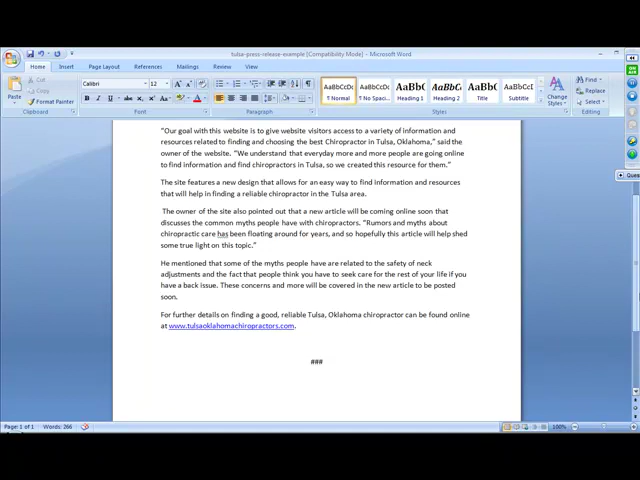 tulsa-press-release-example [Compatibility Mode] - Microsoft Word
Home Insert Page Layout References Mailings Review View
Cut
Copy
Paste
Format Painter
Clipboard
Calibri 12
Font
Paragraph
AaBbCcDc AaBbCcDc AaBbC AaBbCc AaBbC AaBbCcD
¶ Normal ¶ No Spaci... Heading 1 Heading 2 Title Subtitle
Styles
Change
Styles
Find
Replace
Select
Editing
“Our goal with this website is to give website visitors access to a variety of information and
resources related to finding and choosing the best Chiropractor in Tulsa, Oklahoma,” said the
owner of the website. “We understand that everyday more and more people are going online
to find information and find chiropractors in Tulsa, so we created this resource for them.”
The site features a new design that allows for an easy way to find information and resources
that will help in finding a reliable chiropractor in the Tulsa area.
The owner of the site also pointed out that a new article will be coming online soon that
discusses the common myths people have with chiropractors. “Rumors and myths about
chiropractic care has been floating around for years, and so hopefully this article will help shed
some true light on this topic.”
He mentioned that some of the myths people have are related to the safety of neck
adjustments and the fact that people think you have to seek care for the rest of your life if you
have a back issue. These concerns and more will be covered in the new article to be posted
soon.
For further details on finding a good, reliable Tulsa, Oklahoma chiropractor can be found online
at www.tulsaoklahomachiropractors.com.
###
Page: 1 of 1 Words: 266
100%